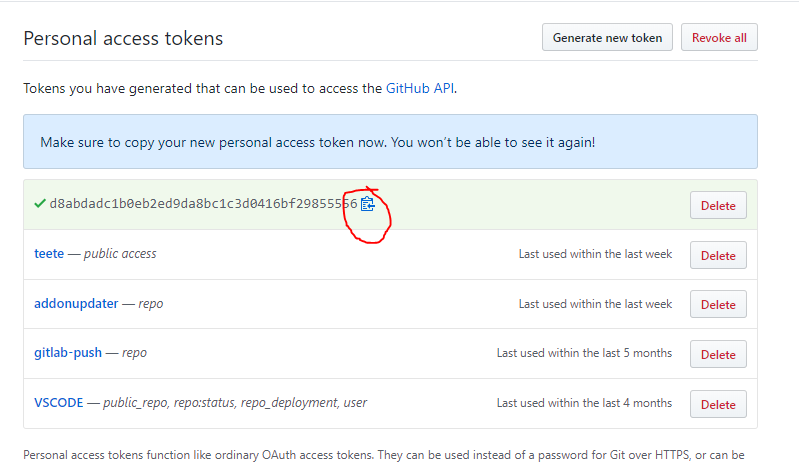 Personal access tokens
Generate new token
Revoke all
Tokens you have generated that can be used to access the GitHub API.
Make sure to copy your new personal access token now. You won't be able to see it again!
d8abdadc1b0eb2ed9da8bc1c3d0416bf29855556
Delete
teete — public access
Last used within the last week
Delete
addonupdater — repo
Last used within the last week
Delete
gitlab-push — repo
Last used within the last 5 months
Delete
VSCODE — public_repo, repo:status, repo_deployment, user
Last used within the last 4 months
Delete
Personal access tokens function like ordinary OAuth access tokens. They can be used instead of a password for Git over HTTPS, or can be